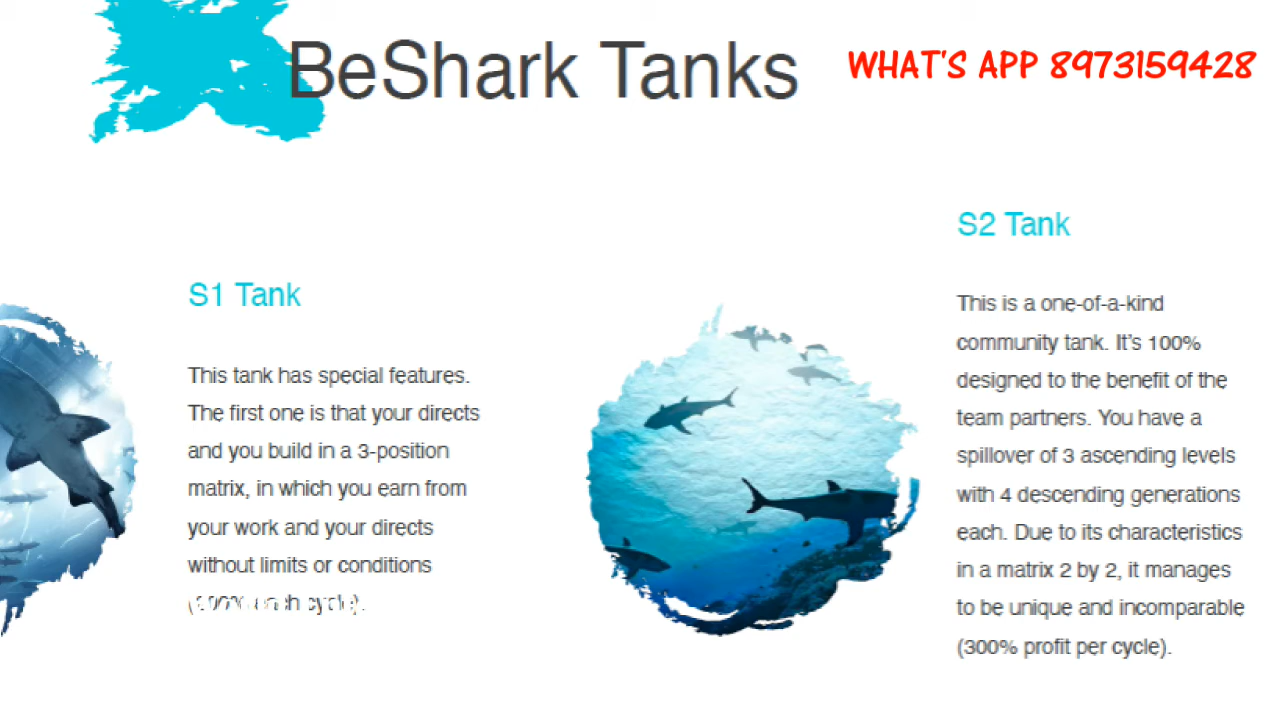 BeShark Tanks
WHAT'S APP 8973159428
S1 Tank
This tank has special features.
The first one is that your directs
and you build in a 3-position
matrix, in which you earn from
your work and your directs
without limits or conditions
each cycle).
S2 Tank
This is a one-of-a-kind
community tank. It's 100%
designed to the benefit of the
team partners. You have a
spillover of 3 ascending levels
with 4 descending generations
each. Due to its characteristics
in a matrix 2 by 2, it manages
to be unique and incomparable
(300% profit per cycle).